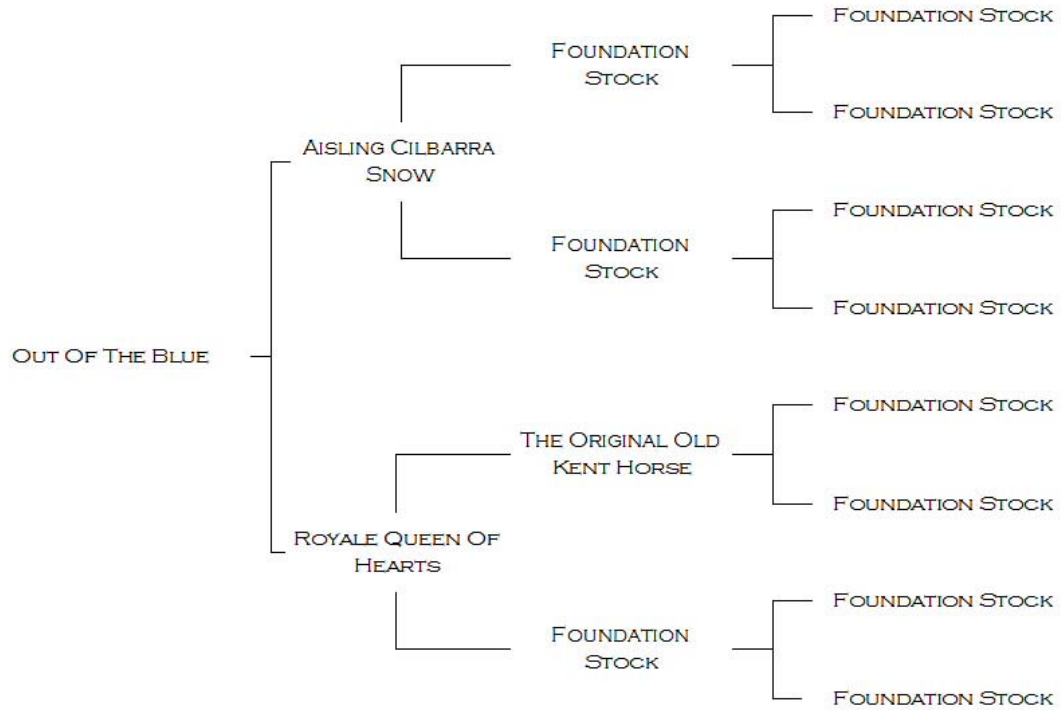 Foundation Stock
Foundation
Stock
Foundation Stock
Aisling Cilbarra
Snow
Foundation Stock
Foundation
Stock
Foundation Stock
Out Of The Blue
Foundation Stock
The Original Old
Kent Horse
Foundation Stock
Royale Queen Of
Hearts
Foundation Stock
Foundation
Stock
Foundation Stock